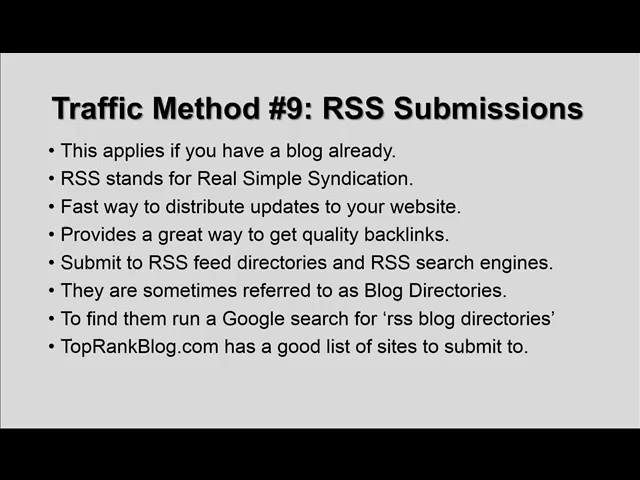 Traffic Method #9: RSS Submissions
• This applies if you have a blog already.
• RSS stands for Real Simple Syndication.
• Fast way to distribute updates to your website.
• Provides a great way to get quality backlinks.
• Submit to RSS feed directories and RSS search engines.
• They are sometimes referred to as Blog Directories.
• To find them run a Google search for ‘rss blog directories’
• TopRankBlog.com has a good list of sites to submit to.